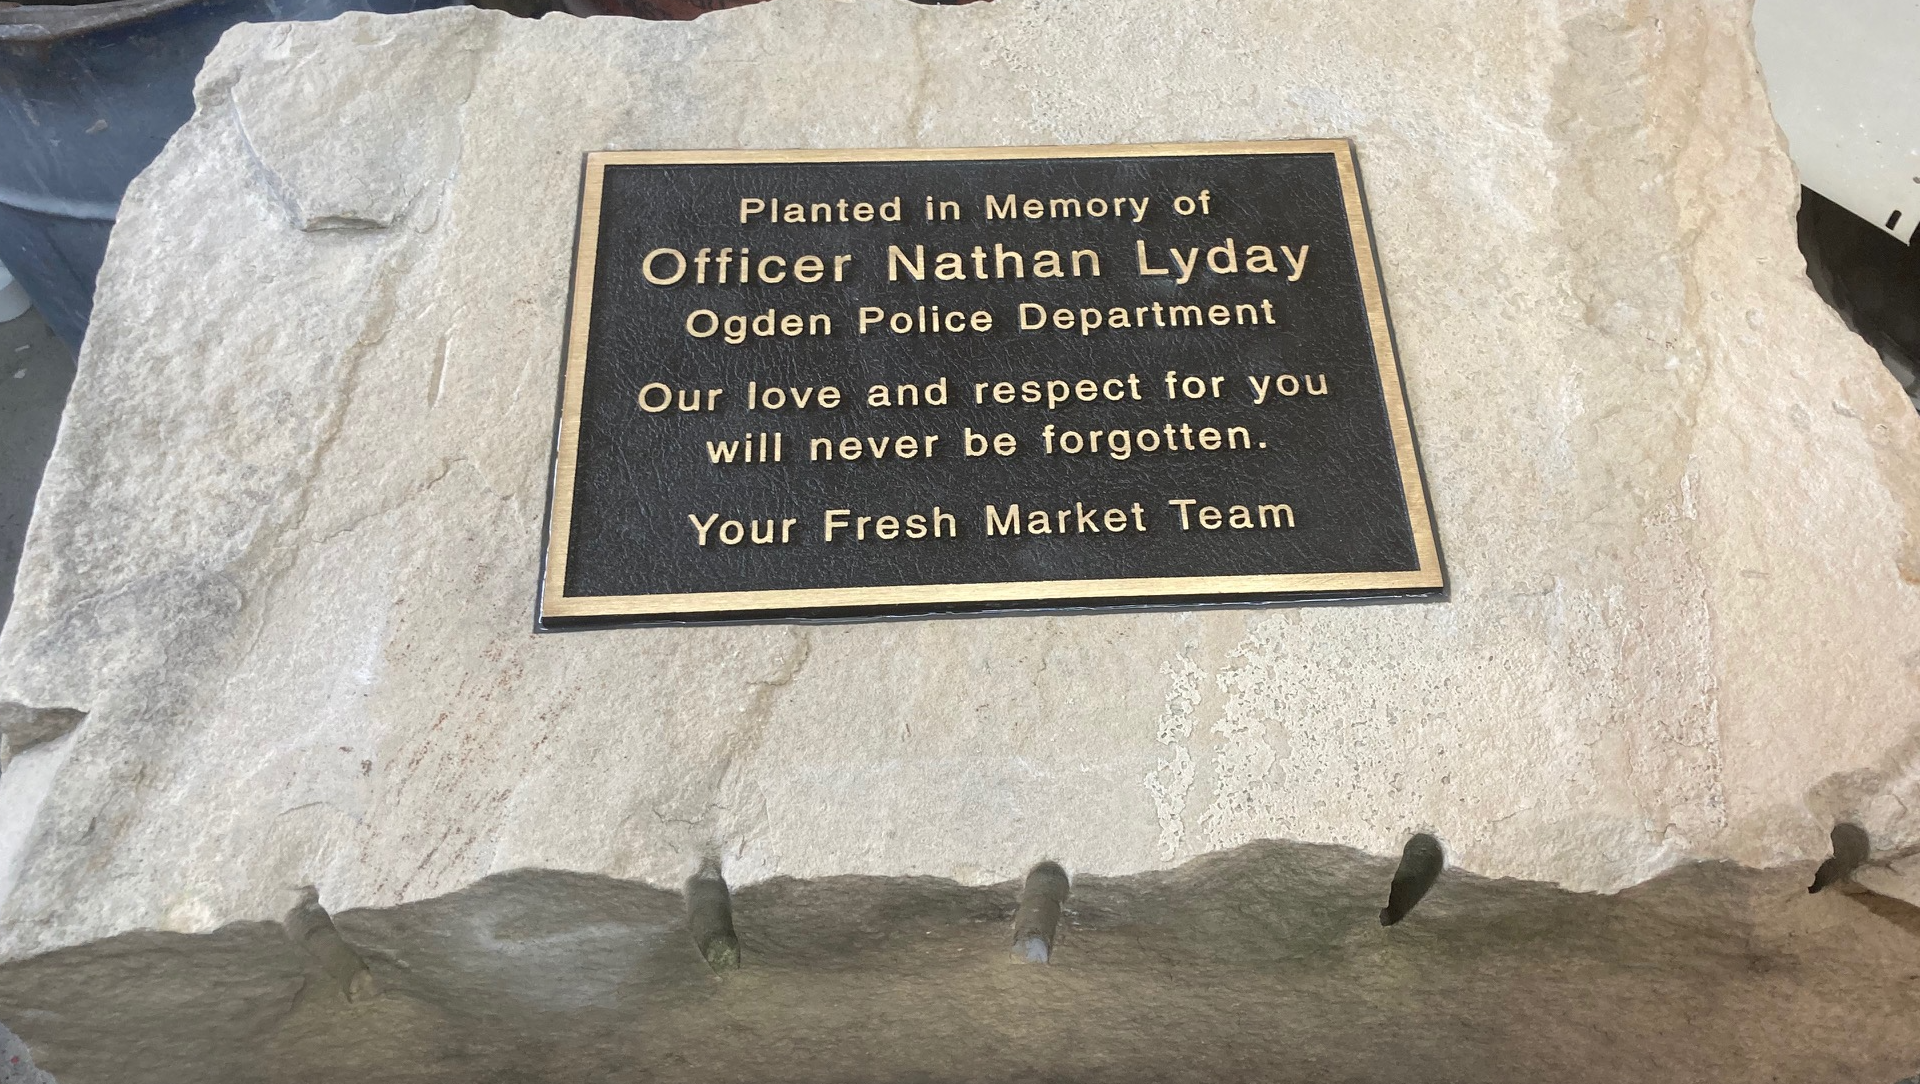 Planted in Memory of
Officer Nathan Lyday
Ogden Police Department
Our love and respect for you
will never be forgotten.
Your Fresh Market Team